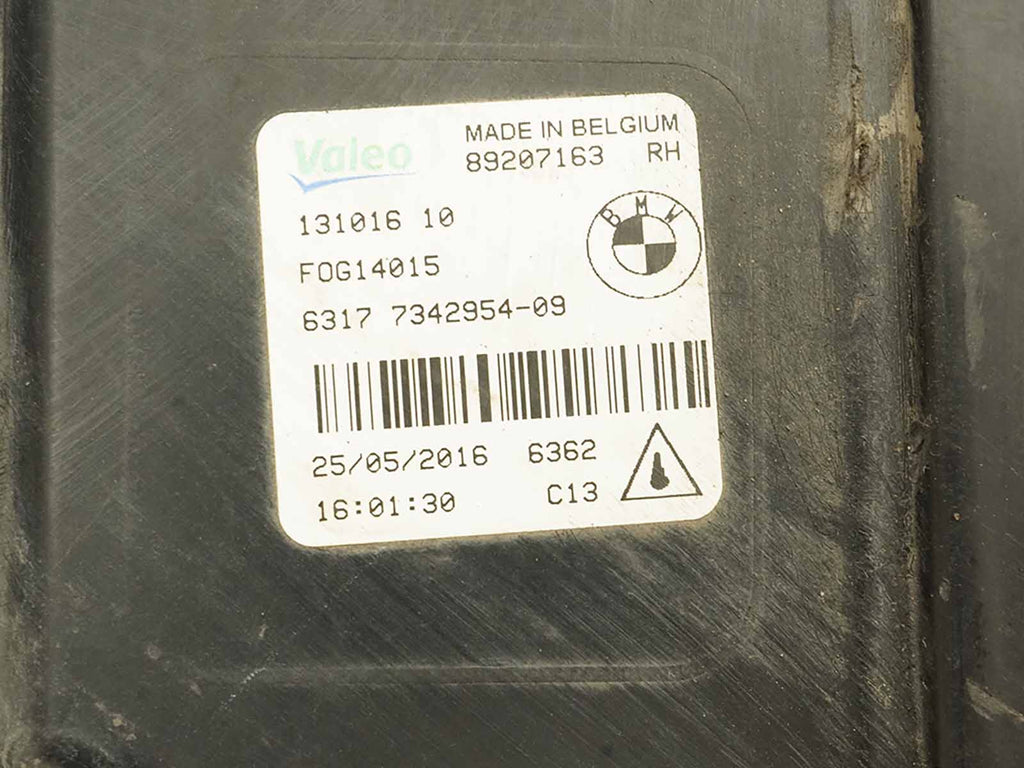 Valeo
MADE IN BELGIUM
89207163 RH
131016 10
BMW
F0G14015
6317 7342954-09
25/05/2016 6362
16:01:30 C13